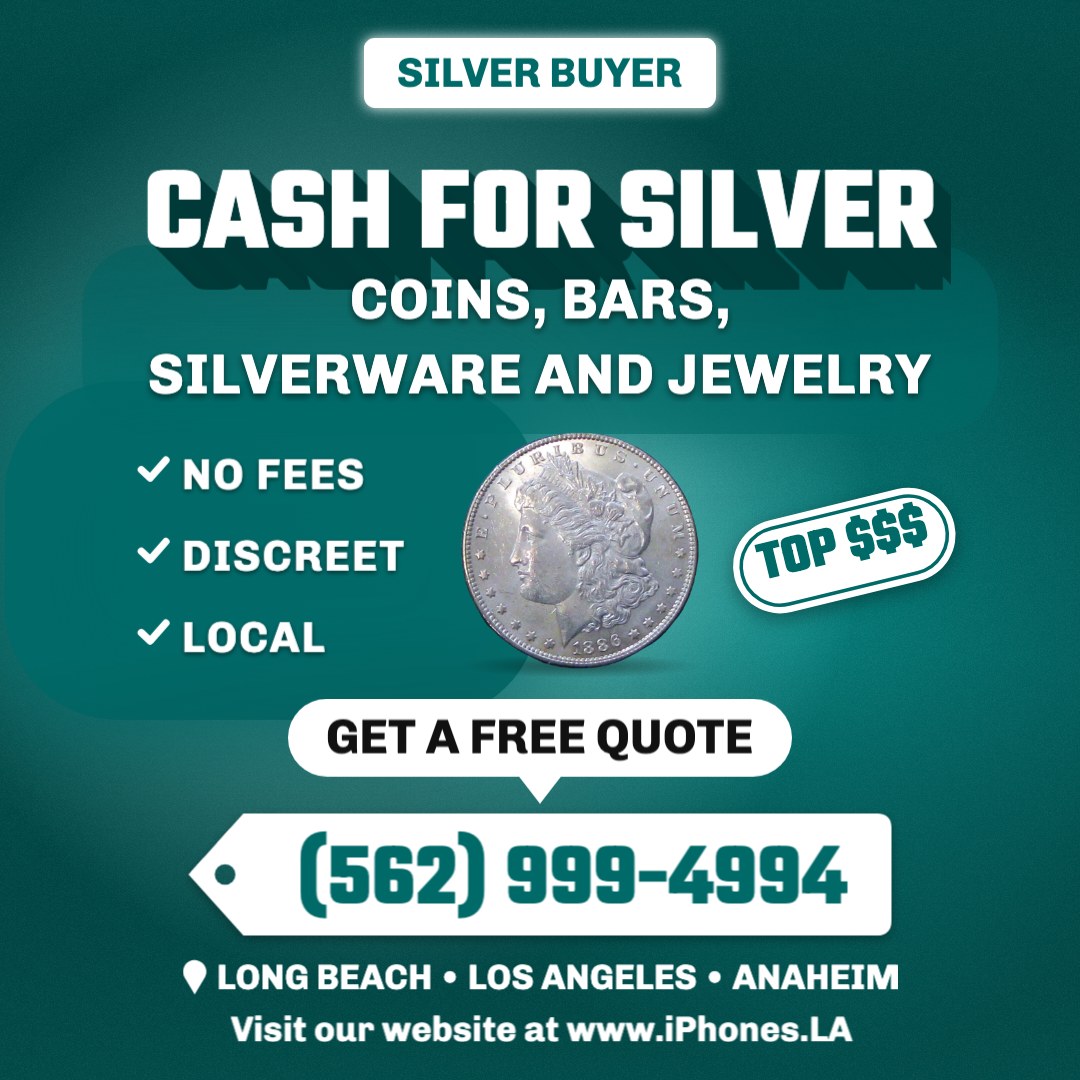 SILVER BUYER
CASH FOR SILVER
COINS, BARS,
SILVERWARE AND JEWELRY
NO FEES
DISCREET
LOCAL
E·PLURIBUS·UNUM
1886
TOP $$$
GET A FREE QUOTE
(562) 999-4994
LONG BEACH • LOS ANGELES • ANAHEIM
Visit our website at www.iPhones.LA